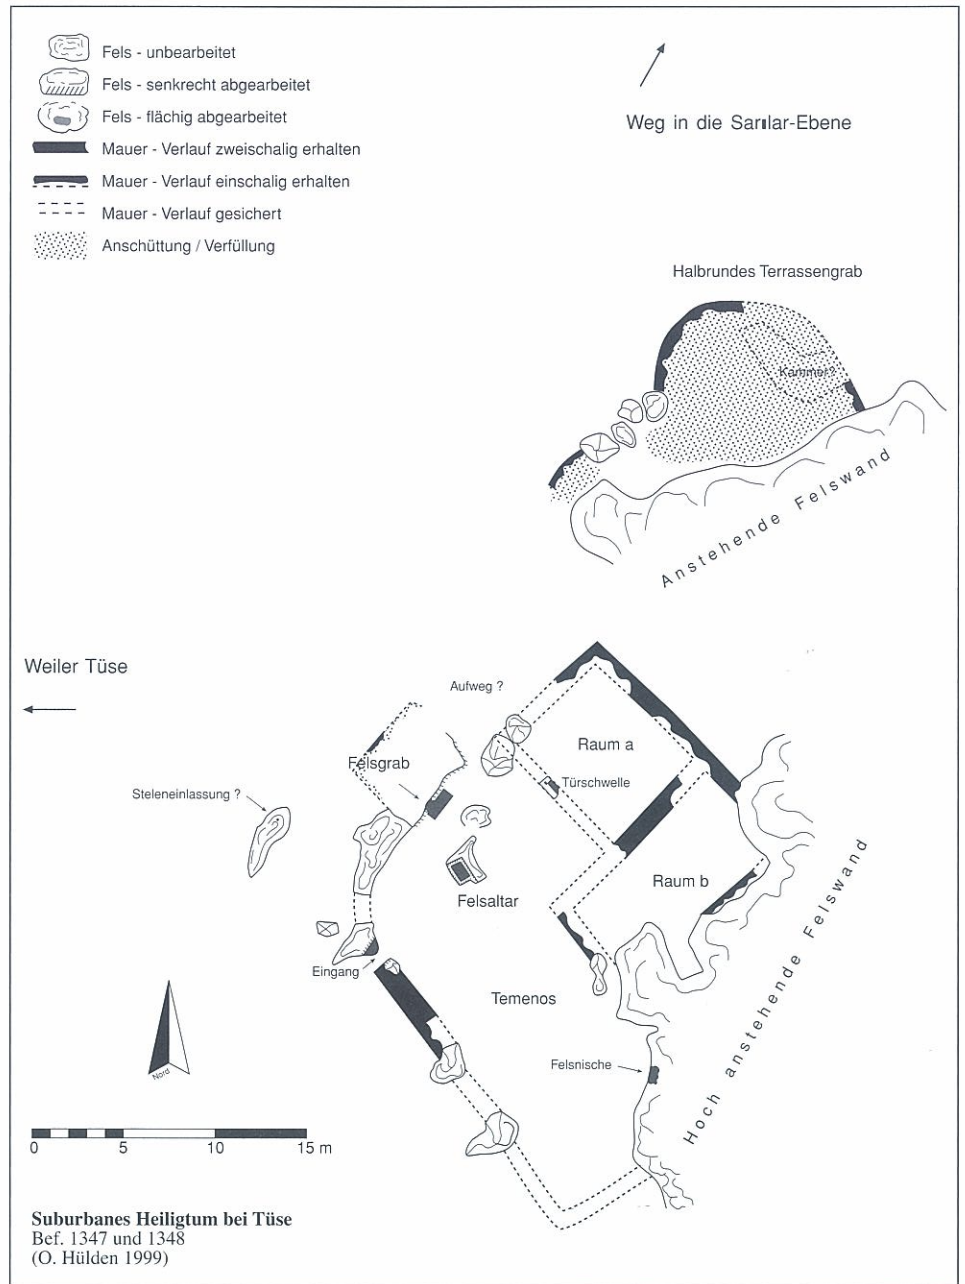 Fels - unbearbeitet
Fels - senkrecht abgearbeitet
Fels - flächig abgearbeitet
Mauer - Verlauf zweischalig erhalten
Mauer - Verlauf einschalig erhalten
Mauer - Verlauf gesichert
Anschüttung / Verfüllung
Weg in die Sarılar-Ebene
Halbrundes Terrassengrab
Kammer?
Anstehende Felswand
Weiler Tüse
Aufweg ?
Raum a
Felsgrab
Türschwelle
Steleneinlassung ?
Raum b
Felsaltar
Eingang
Temenos
Felsnische
Hoch anstehende Felswand
Nord
0 5 10 15 m
Suburbanes Heiligtum bei Tüse
Bef. 1347 und 1348
(O. Hülden 1999)